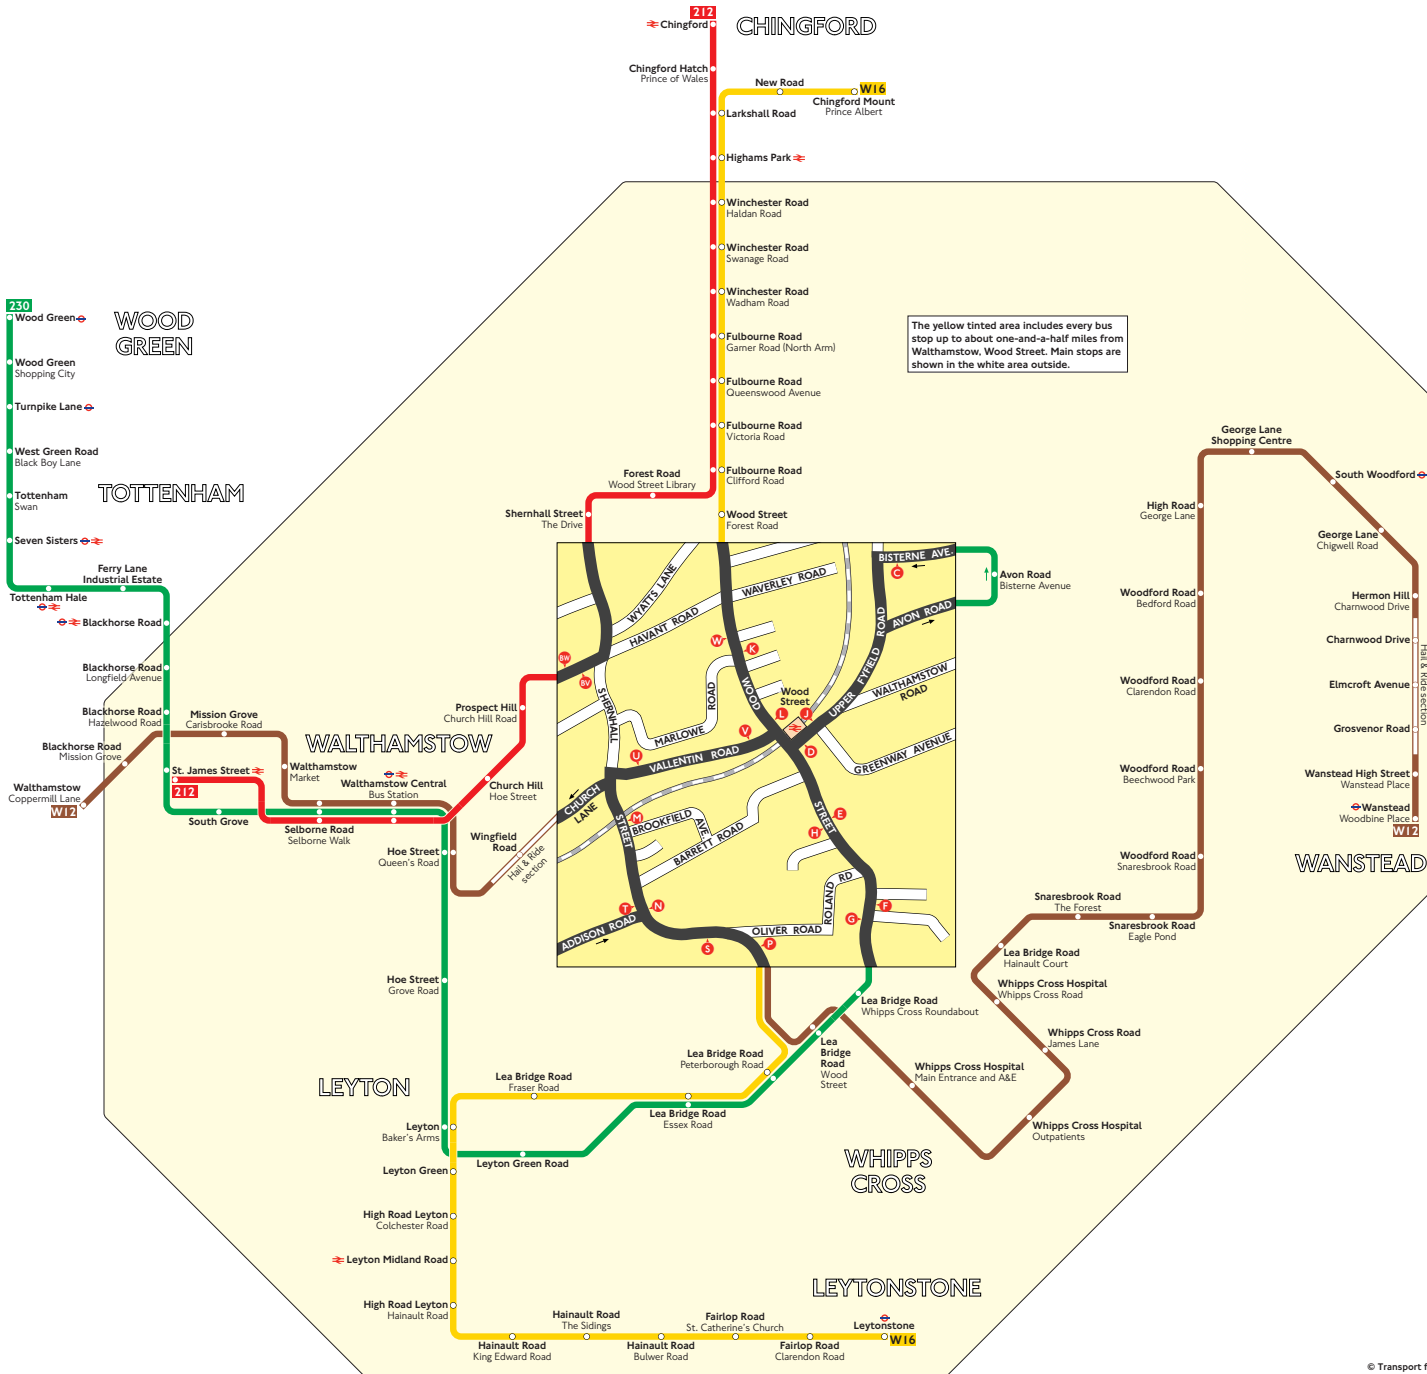 212
Chingford
CHINGFORD
Chingford Hatch
Prince of Wales
New Road
W16
Chingford Mount
Prince Albert
Larkshall Road
Highams Park
Winchester Road
Haldan Road
Winchester Road
Swanage Road
Winchester Road
Wadham Road
Fulbourne Road
Garner Road (North Arm)
Fulbourne Road
Queenswood Avenue
Fulbourne Road
Victoria Road
Fulbourne Road
Clifford Road
Wood Street
Forest Road
Forest Road
Wood Street Library
Shernhall Street
The Drive
The yellow tinted area includes every bus
stop up to about one-and-a-half miles from
Walthamstow, Wood Street. Main stops are
shown in the white area outside.
230
Wood Green
WOOD
GREEN
Wood Green
Shopping City
Turnpike Lane
West Green Road
Black Boy Lane
TOTTENHAM
Tottenham
Swan
Seven Sisters
Ferry Lane
Industrial Estate
Tottenham Hale
Blackhorse Road
Blackhorse Road
Longfield Avenue
Blackhorse Road
Hazelwood Road
Mission Grove
Carisbrooke Road
Blackhorse Road
Mission Grove
Walthamstow
Coppermill Lane
W12
St. James Street
212
South Grove
WALTHAMSTOW
Walthamstow
Market
Walthamstow Central
Bus Station
Selborne Road
Selborne Walk
Prospect Hill
Church Hill Road
Church Hill
Hoe Street
Wingfield
Road
Hail & Ride
section
Hoe Street
Queen's Road
Hoe Street
Grove Road
BISTERNE AVE.
C
AVON ROAD
Avon Road
Bisterne Avenue
WYATTS LANE
WAVERLEY ROAD
HAVANT ROAD
UPPER FYFIELD ROAD
WALTHAMSTOW
ROAD
BW
BV
W
K
SHERNHALL
STREET
MARLOWE ROAD
WOOD
STREET
Wood
Street
L
J
D
V
U
VALLENTIN ROAD
GREENWAY AVENUE
CHURCH
LANE
M
BROOKFIELD
AVE.
BARRETT ROAD
E
H
ROLAND RD
F
G
T
N
ADDISON ROAD
OLIVER ROAD
S
P
George Lane
Shopping Centre
South Woodford
High Road
George Lane
George Lane
Chigwell Road
Woodford Road
Bedford Road
Hermon Hill
Charnwood Drive
Charnwood Drive
Hail & Ride section
Woodford Road
Clarendon Road
Elmcroft Avenue
Grosvenor Road
Woodford Road
Beechwood Park
Wanstead High Street
Wanstead Place
Wanstead
Woodbine Place
W12
WANSTEAD
Woodford Road
Snaresbrook Road
Snaresbrook Road
The Forest
Snaresbrook Road
Eagle Pond
Lea Bridge Road
Hainault Court
Whipps Cross Hospital
Whipps Cross Road
Lea Bridge Road
Whipps Cross Roundabout
Whipps Cross Road
James Lane
Lea
Bridge
Road
Wood
Street
Whipps Cross Hospital
Main Entrance and A&E
Whipps Cross Hospital
Outpatients
WHIPPS
CROSS
Lea Bridge Road
Peterborough Road
Lea Bridge Road
Fraser Road
Lea Bridge Road
Essex Road
LEYTON
Leyton
Baker's Arms
Leyton Green Road
Leyton Green
High Road Leyton
Colchester Road
Leyton Midland Road
High Road Leyton
Hainault Road
LEYTONSTONE
Hainault Road
King Edward Road
Hainault Road
The Sidings
Hainault Road
Bulwer Road
Fairlop Road
St. Catherine's Church
Fairlop Road
Clarendon Road
Leytonstone
W16
© Transport f